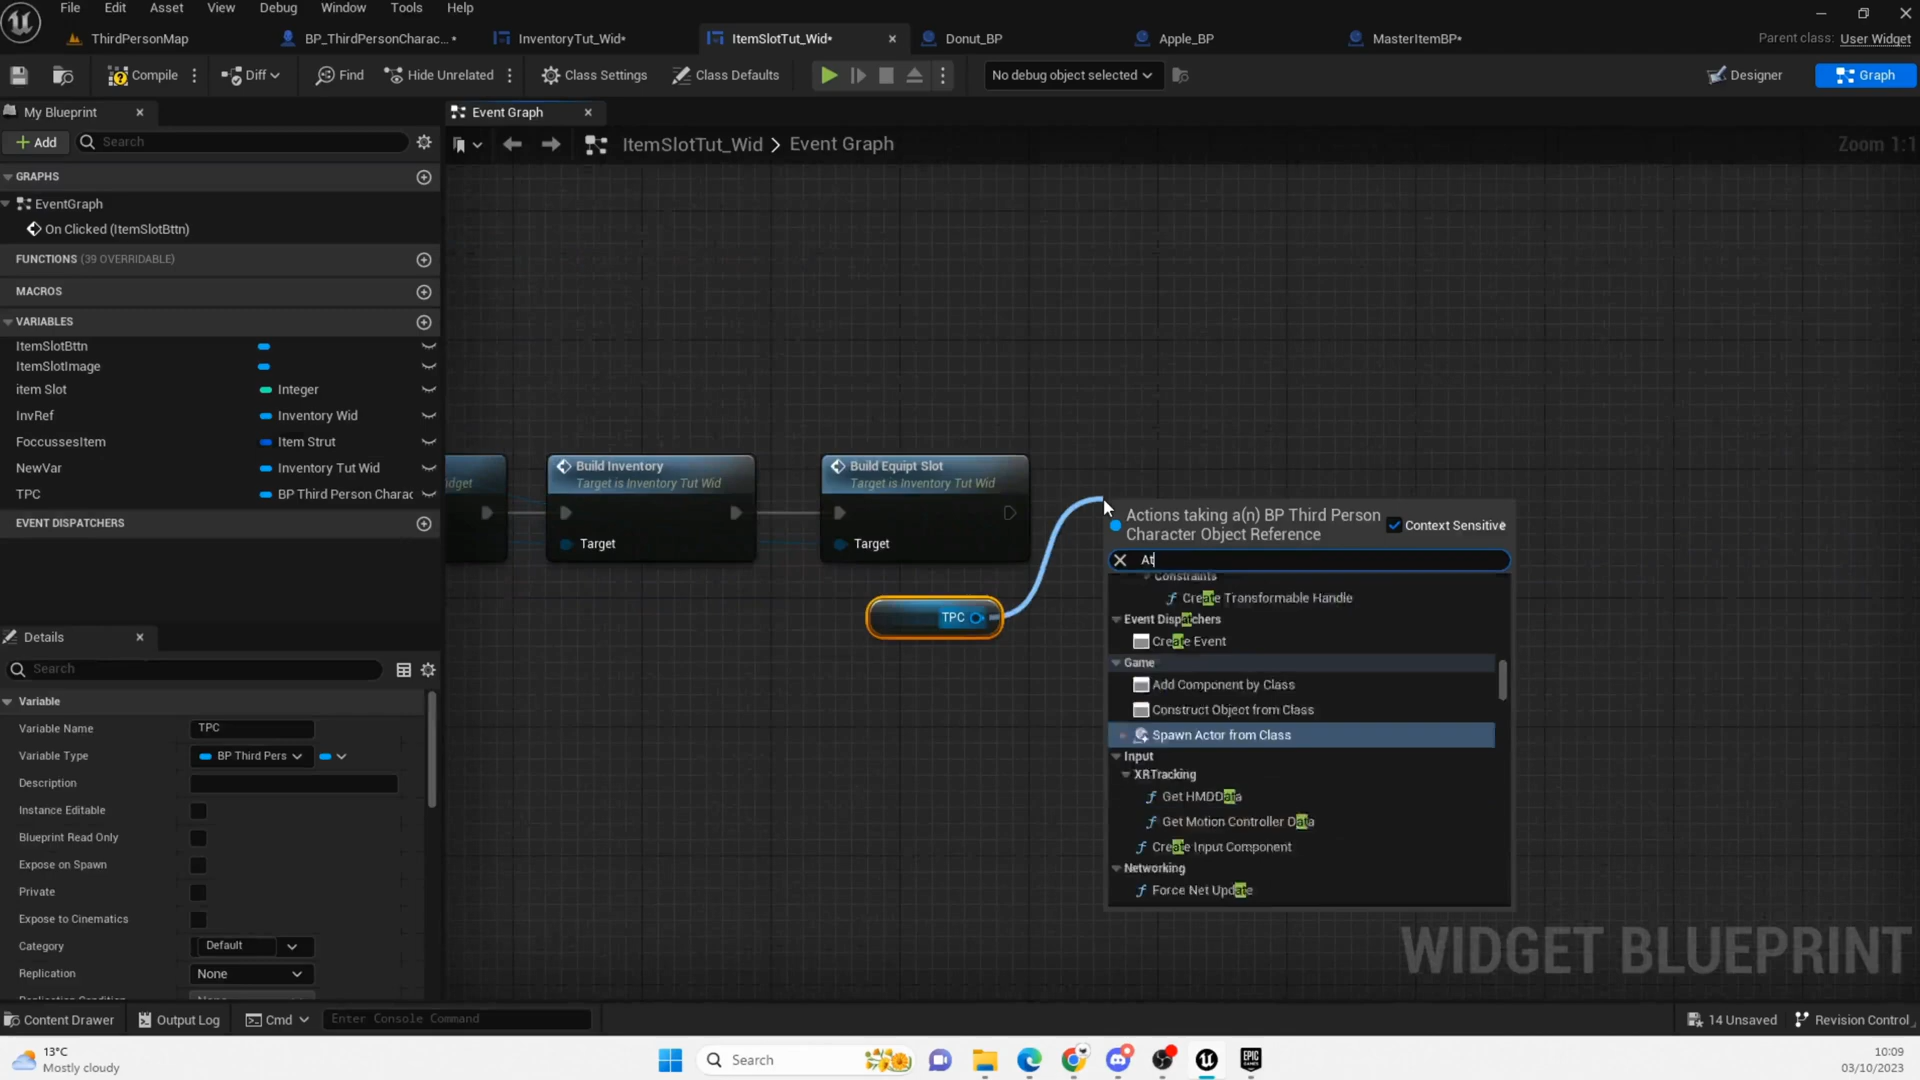 File Edit Asset View Debug Window Tools Help
ThirdPersonMap BP_ThirdPersonCharac...* InventoryTut_Wid* ItemSlotTut_Wid* Donut_BP Apple_BP MasterItemBP* Parent class: User Widget
Compile Diff Find Hide Unrelated Class Settings Class Defaults No debug object selected Designer Graph
My Blueprint Event Graph
Add Search ItemSlotTut_Wid > Event Graph Zoom 1:1
GRAPHS
EventGraph
On Clicked (ItemSlotBttn)
FUNCTIONS (39 OVERRIDABLE)
MACROS
VARIABLES
ItemSlotBttn
ItemSlotImage
item Slot Integer
InvRef Inventory Wid
FoccussesItem Item Strut
NewVar Inventory Tut Wid
TPC BP Third Person Charac
EVENT DISPATCHERS
idget
Build Inventory
Target is Inventory Tut Wid
Target
Build Equipt Slot
Target is Inventory Tut Wid
Target
TPC
Actions taking a(n) BP Third Person
Character Object Reference
Context Sensitive
At
Constraints
Create Transformable Handle
Event Dispatchers
Create Event
Game
Add Component by Class
Construct Object from Class
Spawn Actor from Class
Input
XRTracking
Get HMDData
Get Motion Controller Data
Create Input Component
Networking
Force Net Update
Details
Search
Variable
Variable Name TPC
Variable Type BP Third Pers
Description
Instance Editable
Blueprint Read Only
Expose on Spawn
Private
Expose to Cinematics
Category Default
Replication None
Replication Condition None
WIDGET BLUEPRINT
Content Drawer Output Log Cmd Enter Console Command 14 Unsaved Revision Control
13°C
Mostly cloudy
Search
EPIC
GAMES
10:09
03/10/2023